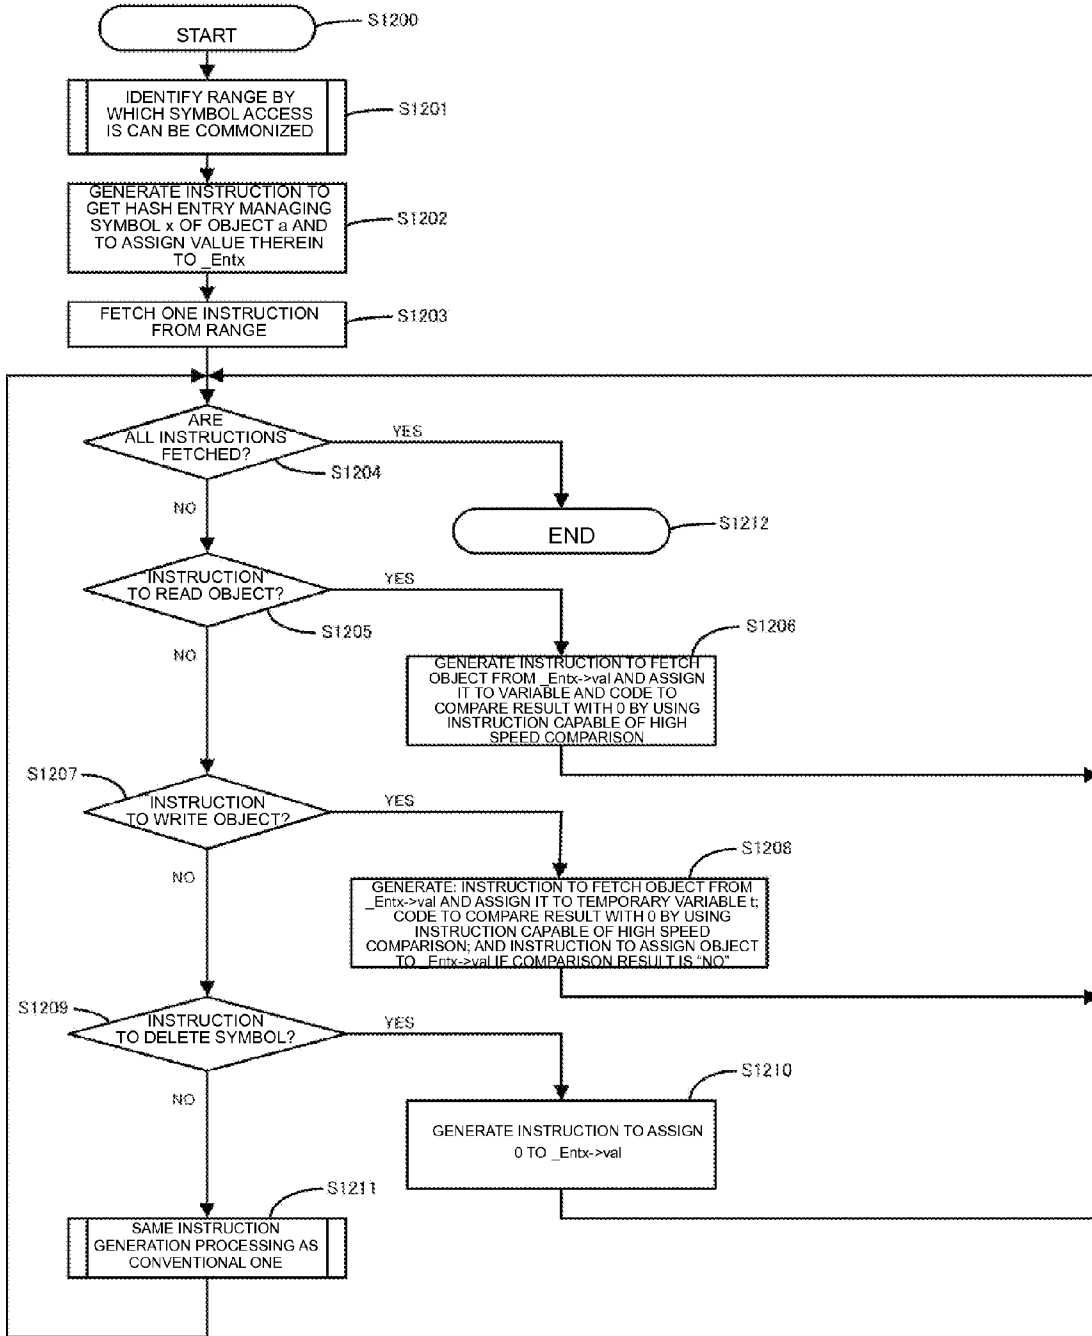 START
S1200
IDENTIFY RANGE BY
WHICH SYMBOL ACCESS
IS CAN BE COMMONIZED
S1201
GENERATE INSTRUCTION TO
GET HASH ENTRY MANAGING
SYMBOL x OF OBJECT a AND
TO ASSIGN VALUE THEREIN
TO _Entx
S1202
FETCH ONE INSTRUCTION
FROM RANGE
S1203
ARE
ALL INSTRUCTIONS
FETCHED?
YES
S1204
NO
END
S1212
INSTRUCTION
TO READ OBJECT?
YES
S1205
NO
S1206
GENERATE INSTRUCTION TO FETCH
OBJECT FROM _Entx->val AND ASSIGN
IT TO VARIABLE AND CODE TO
COMPARE RESULT WITH 0 BY USING
INSTRUCTION CAPABLE OF HIGH
SPEED COMPARISON
S1207
INSTRUCTION
TO WRITE OBJECT?
YES
NO
S1208
GENERATE: INSTRUCTION TO FETCH OBJECT FROM
_Entx->val AND ASSIGN IT TO TEMPORARY VARIABLE t;
CODE TO COMPARE RESULT WITH 0 BY USING
INSTRUCTION CAPABLE OF HIGH SPEED
COMPARISON; AND INSTRUCTION TO ASSIGN OBJECT
TO _Entx->val IF COMPARISON RESULT IS "NO"
S1209
INSTRUCTION
TO DELETE SYMBOL?
YES
NO
S1210
GENERATE INSTRUCTION TO ASSIGN
0 TO _Entx->val
S1211
SAME INSTRUCTION
GENERATION PROCESSING AS
CONVENTIONAL ONE